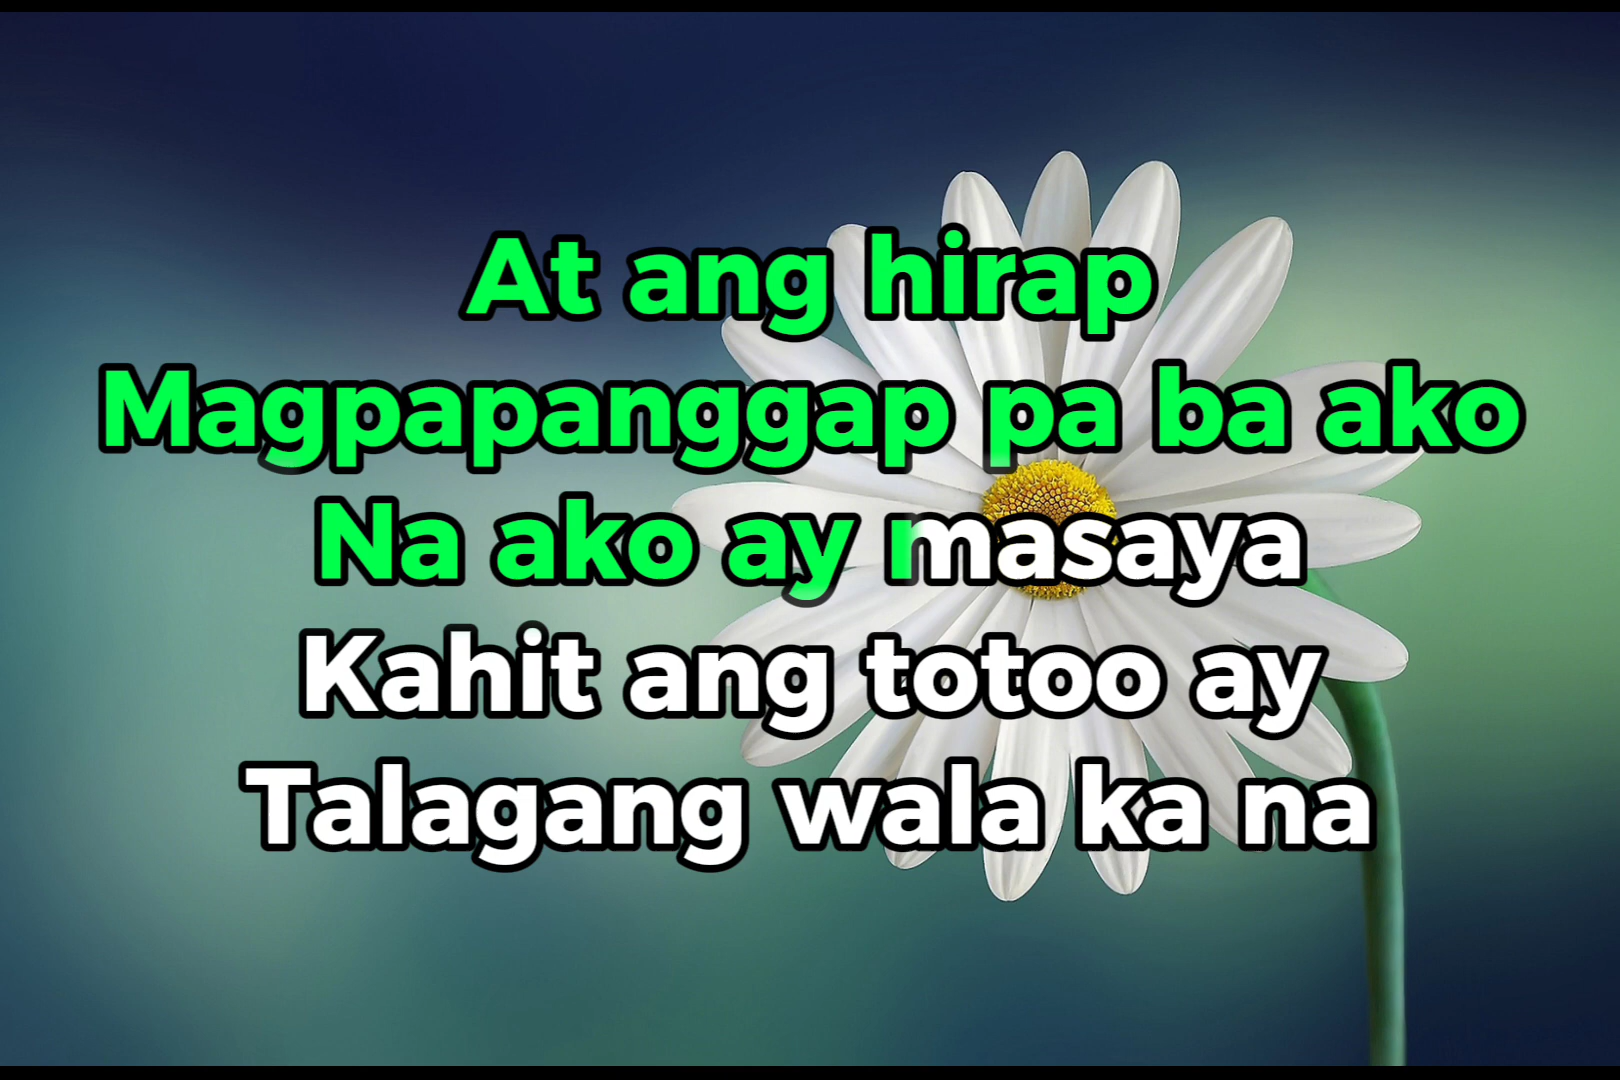 At ang hirap
Magpapanggap pa ba ako
Na ako ay masaya
Kahit ang totoo ay
Talagang wala ka na